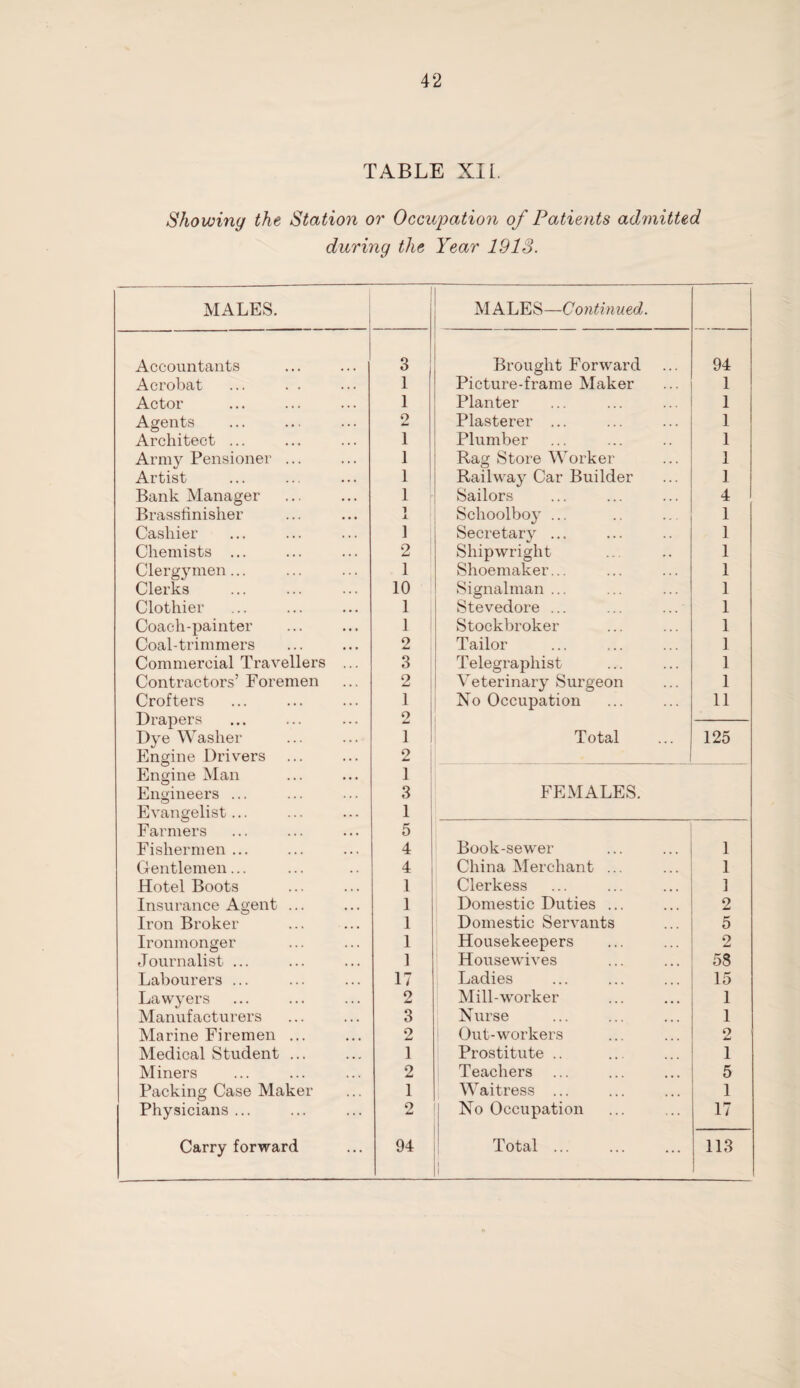 42
TABLE XII.
Showing the Station or Occupation of Patients admitted
during the Year 1913.
MALES.
Accountants ... ... 3
Acrobat ... . . ... 1
Actor ... ... ... 1
Agents ... ... ... 2
Architect ... ... ... 1
Army Pensioner ... ... 1
Artist ... ... ... 1
Bank Manager ... ... 1
Brassfinisher ... ... 1
Cashier ... ... ... 1
Chemists ... ... ... 2
Clergymen ... ... ... 1
Clerks ... ... ... 10
Clothier ... ... ... 1
Coach-painter ... ... 1
Coal-trimmers ... ... 2
Commercial Travellers ... 3
Contractors' Foremen ... 2
Crofters ... ... ... 1
Drapers ... ... ... 2
Dye Washer ... ... 1
Engine Drivers ... ... 2
Engine Man ... ... 1
Engineers ... ... ... 3
Evangelist ... ... ... 1
Farmers ... ... ... 5
Fishermen ... ... ... 4
Gentlemen ... ... .. 4
Hotel Boots ... ... 1
Insurance Agent ... ... 1
Iron Broker ... ... 1
Ironmonger ... ... 1
Journalist ... ... ... 1
Labourers ... ... ... 17
Lawyers ... ... ... 2
Manufacturers ... ... 3
Marine Firemen ... ... 2
Medical Student ... ... 1
Miners ... ... ... 2
Packing Case Maker ... 1
Physicians ... ... ... 2
Carry forward ... 94
MALES—Continued.
Brought Forward ... 94
Picture-frame Maker ... 1
Planter ... ... ... 1
Plasterer ... ... ... 1
Plumber ... ... .. 1
Rag Store Worker ... 1
Railway Car Builder ... 1
Sailors ... ... ... 4
Schoolboy ... .. ... 1
Secretary ... ... .. 1
Shipwright ... .. 1
Shoemaker... ... ... 1
Signalman ... ... ... 1
Stevedore ... ... ... 1
Stockbroker ... ... 1
Tailor ... ... ... 1
Telegraphist ... ... 1
Veterinary Surgeon ... 1
No Occupation ... ... 11
Total ... 125
FEMALES.
Book-sewer ... ... 1
China Merchant ... ... 1
Clerkess ... ... ... 1
Domestic Duties ... ... 2
Domestic Servants ... 5
Housekeepers ... ... 2
Housewives ... ... 58
Ladies ... ... ... 15
Mill-worker ... ... 1
Nurse ... ... ... 1
Out-workers ... ... 2
Prostitute .. ... ... 1
Teachers ... ... ... 5
Waitress ... ... ... 1
No Occupation ... ... 17
Total ... ... ... 113